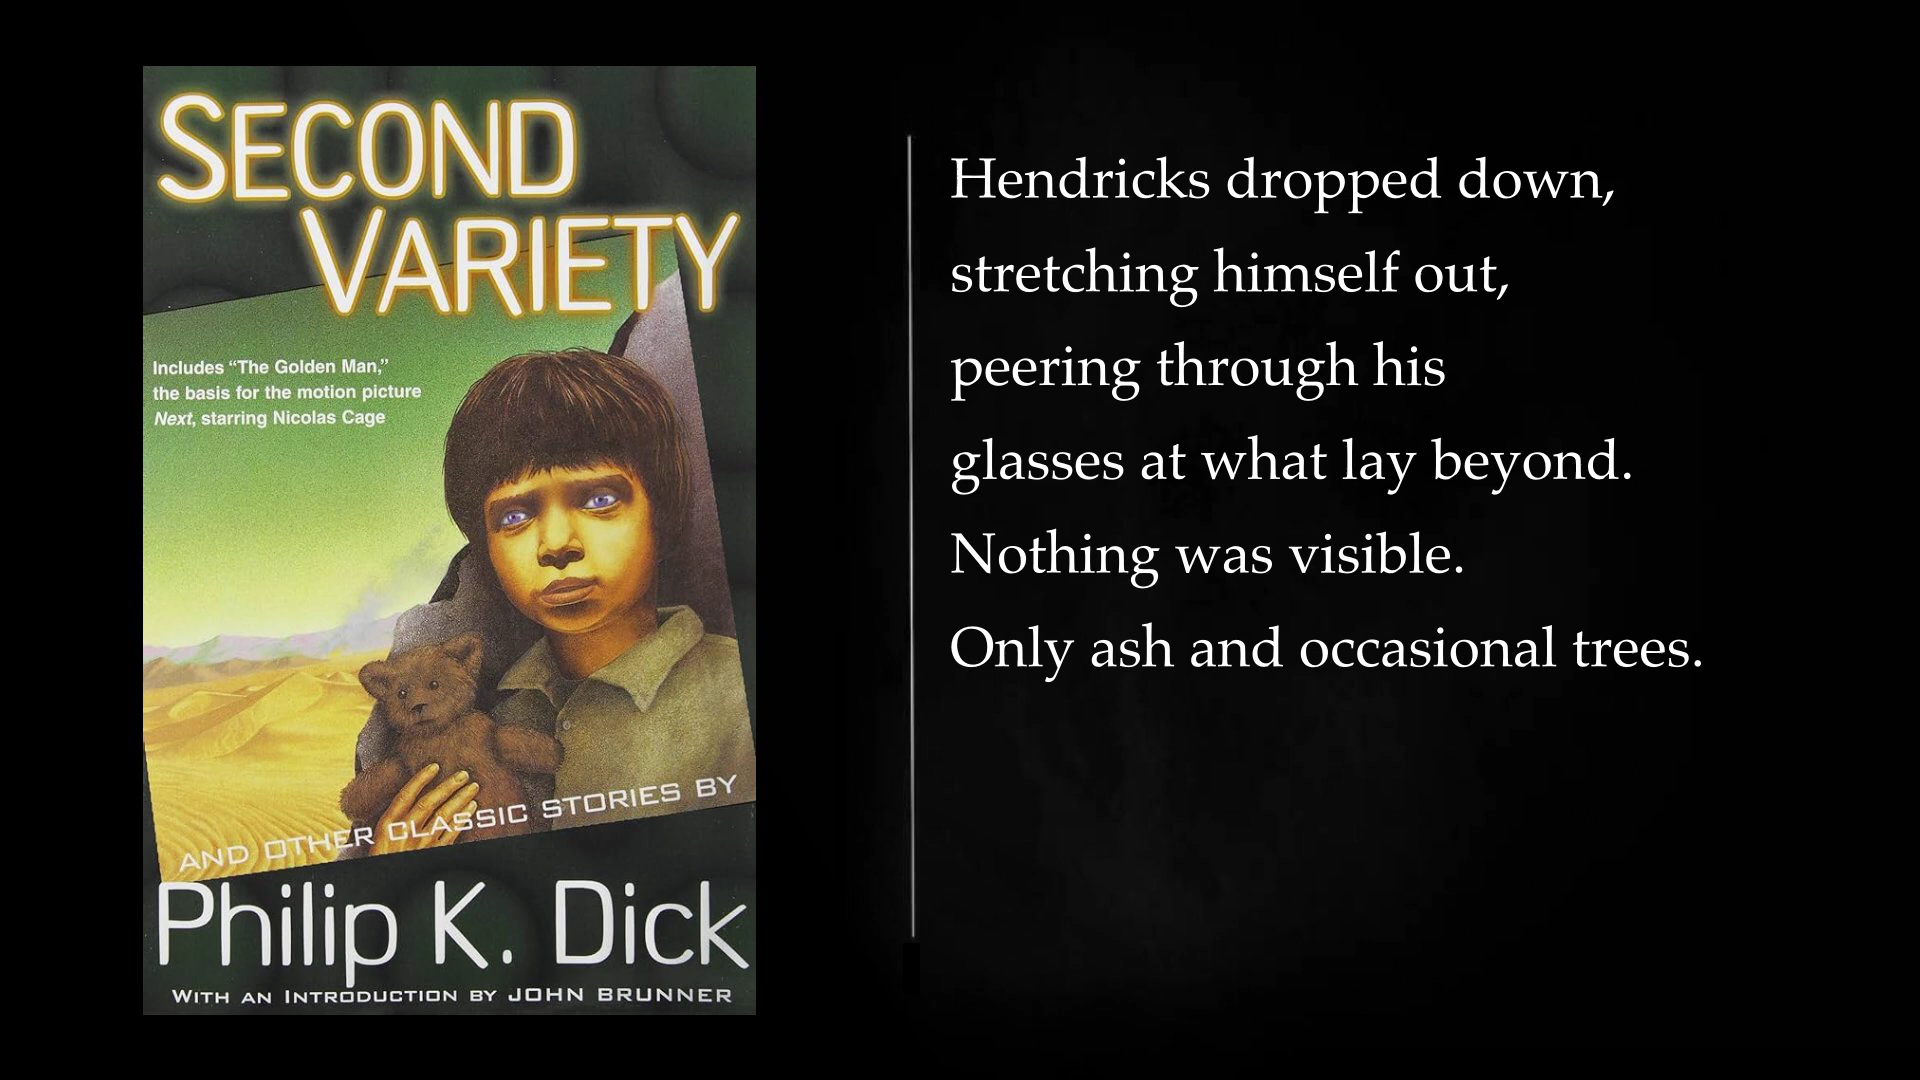 SECOND
VARIETY
Includes “The Golden Man,”
the basis for the motion picture
Next, starring Nicolas Cage
AND OTHER CLASSIC STORIES BY
Philip K. Dick
WITH AN INTRODUCTION BY JOHN BRUNNER
Hendricks dropped down,
stretching himself out,
peering through his
glasses at what lay beyond.
Nothing was visible.
Only ash and occasional trees.